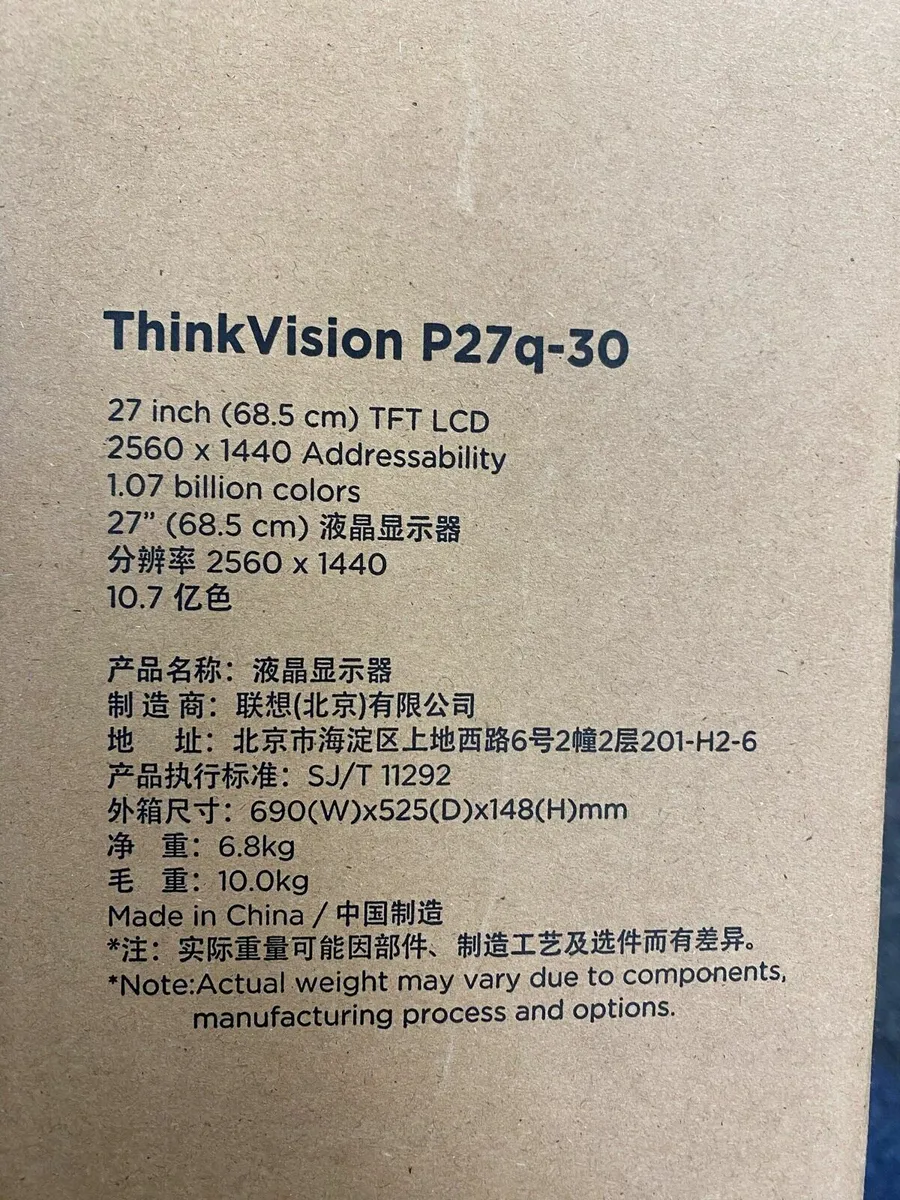 ThinkVision P27q-30
27 inch (68.5 cm) TFT LCD
2560 x 1440 Addressability
1.07 billion colors
27” (68.5 cm) 液晶显示器
分辨率 2560 x 1440
10.7 亿色
产品名称：液晶显示器
制 造 商：联想(北京)有限公司
地 址：北京市海淀区上地西路6号2幢2层201-H2-6
产品执行标准：SJ/T 11292
外箱尺寸：690(W)x525(D)x148(H)mm
净 重：6.8kg
毛 重：10.0kg
Made in China / 中国制造
*注：实际重量可能因部件、制造工艺及选件而有差异。
*Note:Actual weight may vary due to components,
manufacturing process and options.